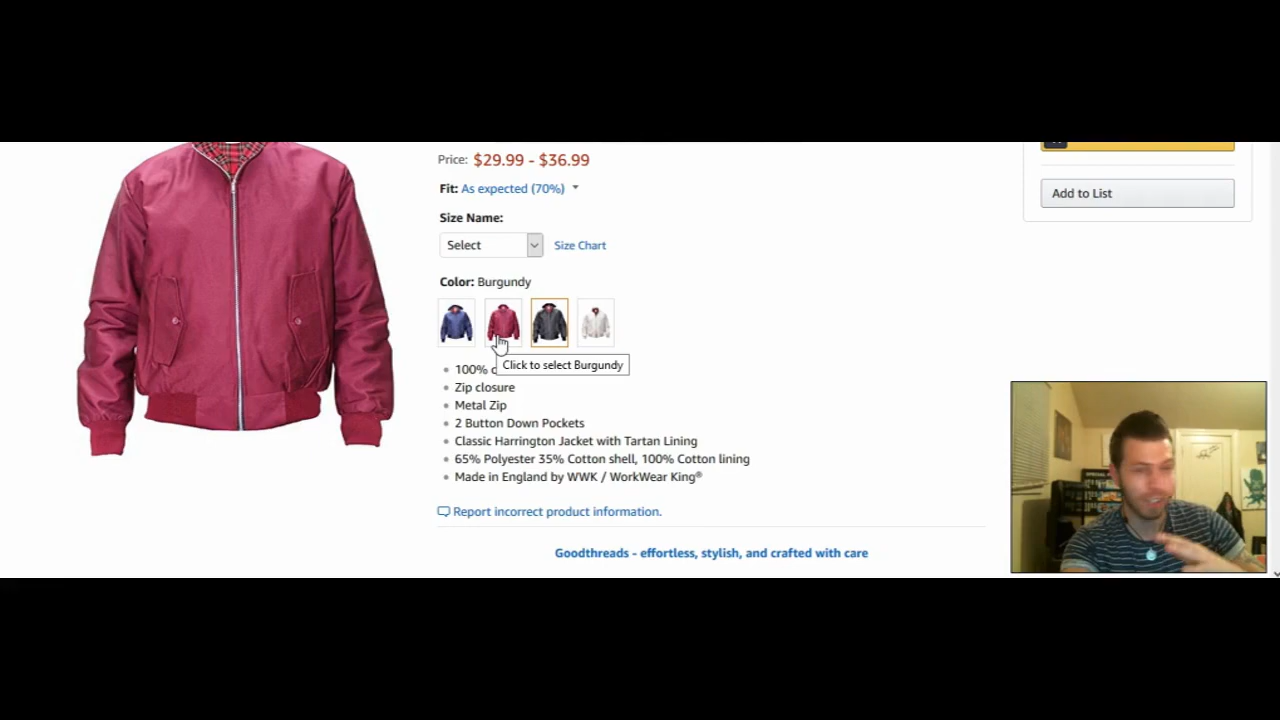 Price: $29.99 - $36.99
Fit: As expected (70%)
Add to List
Size Name:
Select
Size Chart
Color: Burgundy
Click to select Burgundy
100% c
Zip closure
Metal Zip
2 Button Down Pockets
Classic Harrington Jacket with Tartan Lining
65% Polyester 35% Cotton shell, 100% Cotton lining
Made in England by WWK / WorkWear King®
Report incorrect product information.
Goodthreads - effortless, stylish, and crafted with care